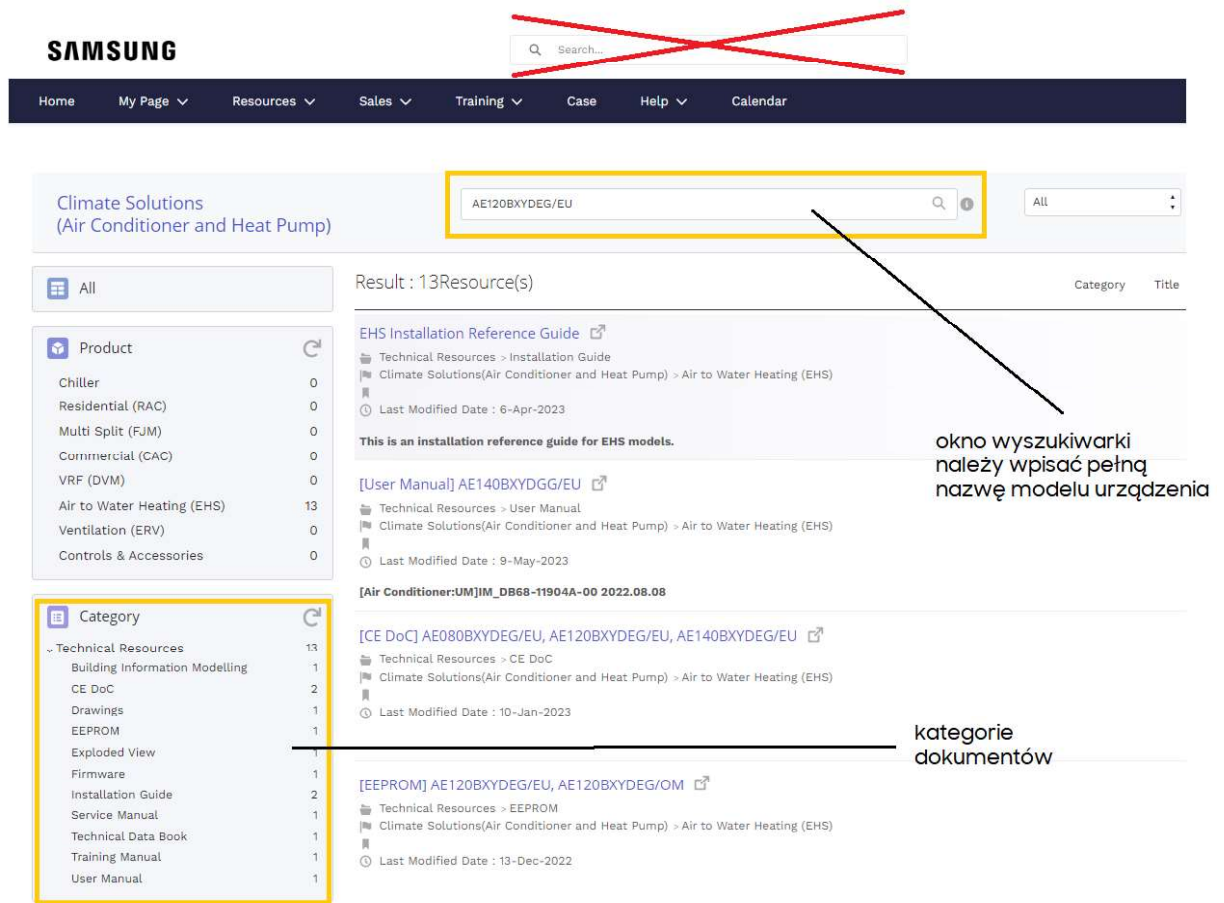 SAMSUNG
Search...
Home My Page Resources Sales Training Case Help Calendar
Climate Solutions
(Air Conditioner and Heat Pump)
AE120BXYDEG/EU
All
All
Result : 13Resource(s)
Category Title
Product
Chiller 0
Residential (RAC) 0
Multi Split (FJM) 0
Commercial (CAC) 0
VRF (DVM) 0
Air to Water Heating (EHS) 13
Ventilation (ERV) 0
Controls & Accessories 0
Category
Technical Resources 13
Building Information Modelling 1
CE DoC 2
Drawings 1
EEPROM 1
Exploded View 1
Firmware 1
Installation Guide 2
Service Manual 1
Technical Data Book 1
Training Manual 1
User Manual 1
EHS Installation Reference Guide
Technical Resources > Installation Guide
Climate Solutions(Air Conditioner and Heat Pump) > Air to Water Heating (EHS)
Last Modified Date : 6-Apr-2023
This is an installation reference guide for EHS models.
[User Manual] AE140BXYDGG/EU
Technical Resources > User Manual
Climate Solutions(Air Conditioner and Heat Pump) > Air to Water Heating (EHS)
Last Modified Date : 9-May-2023
[Air Conditioner:UM]IM_DB68-11904A-00 2022.08.08
[CE DoC] AE080BXYDEG/EU, AE120BXYDEG/EU, AE140BXYDEG/EU
Technical Resources > CE DoC
Climate Solutions(Air Conditioner and Heat Pump) > Air to Water Heating (EHS)
Last Modified Date : 10-Jan-2023
[EEPROM] AE120BXYDEG/EU, AE120BXYDEG/OM
Technical Resources > EEPROM
Climate Solutions(Air Conditioner and Heat Pump) > Air to Water Heating (EHS)
Last Modified Date : 13-Dec-2022
okno wyszukiwarki
należy wpisać pełną
nazwę modelu urządzenia
kategorie
dokumentów